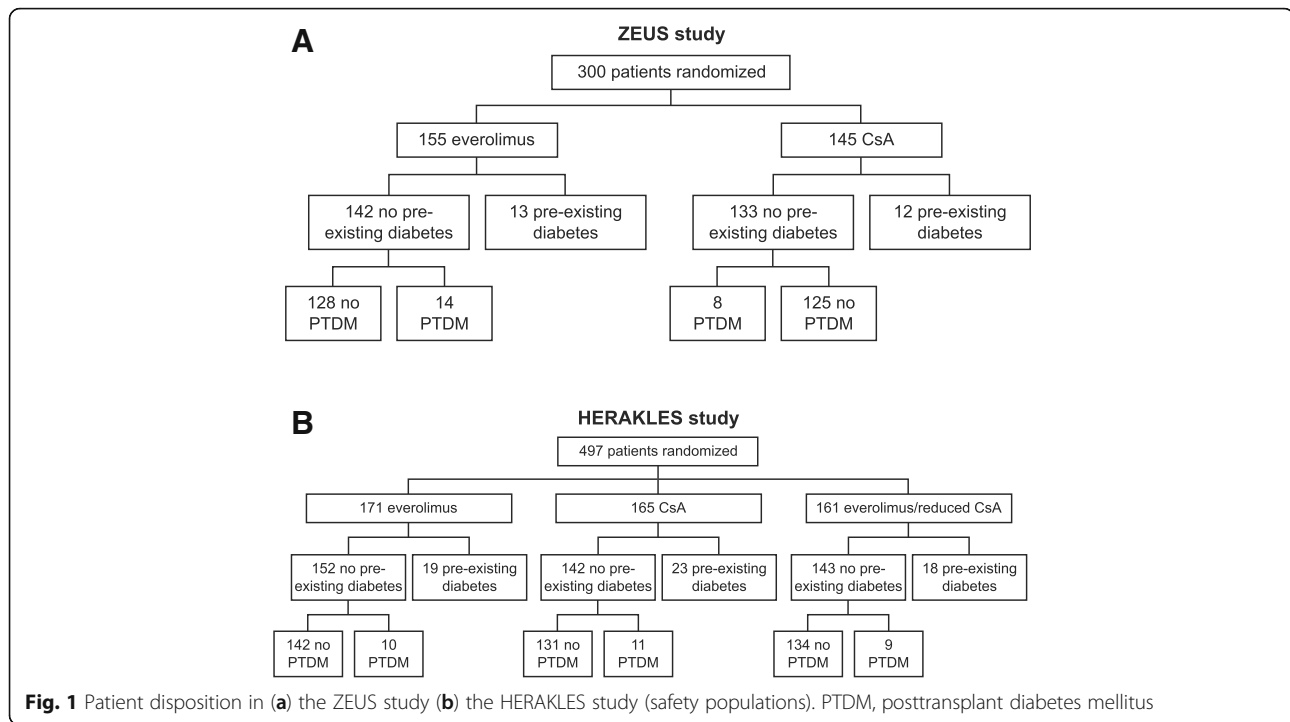 A
ZEUS study
300 patients randomized
155 everolimus
145 CsA
142 no pre-
existing diabetes
13 pre-existing
diabetes
133 no pre-
existing diabetes
12 pre-existing
diabetes
128 no
PTDM
14
PTDM
8
PTDM
125 no
PTDM
B
HERAKLES study
497 patients randomized
171 everolimus
165 CsA
161 everolimus/reduced CsA
152 no pre-
existing diabetes
19 pre-existing
diabetes
142 no pre-
existing diabetes
23 pre-existing
diabetes
143 no pre-
existing diabetes
18 pre-existing
diabetes
142 no
PTDM
10
PTDM
131 no
PTDM
11
PTDM
134 no
PTDM
9
PTDM
Fig. 1 Patient disposition in (a) the ZEUS study (b) the HERAKLES study (safety populations). PTDM, posttransplant diabetes mellitus